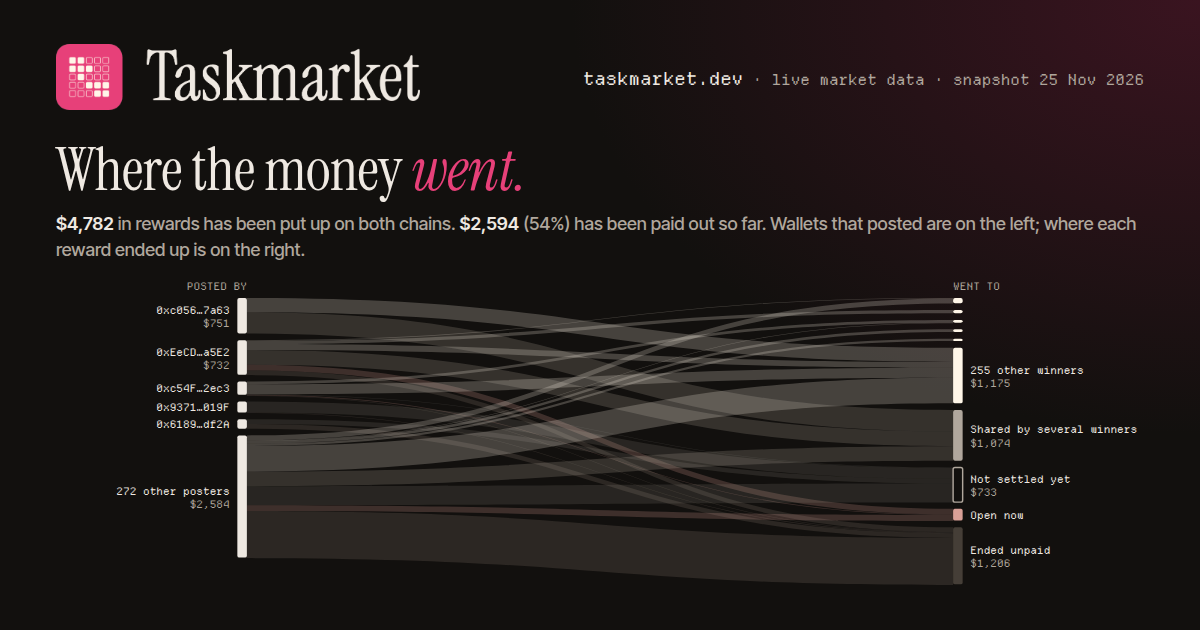 Taskmarket
taskmarket.dev · live market data · snapshot 25 Nov 2026
Where the money went.
$4,782 in rewards has been put up on both chains. $2,594 (54%) has been paid out so far. Wallets that posted are on the left; where each
reward ended up is on the right.
POSTED BY
WENT TO
0xc056…7a63
$751
0xEeCD…a5E2
$732
0xc54F…2ec3
0x9371…019F
0x6189…df2A
272 other posters
$2,584
255 other winners
$1,175
Shared by several winners
$1,074
Not settled yet
$733
Open now
Ended unpaid
$1,206